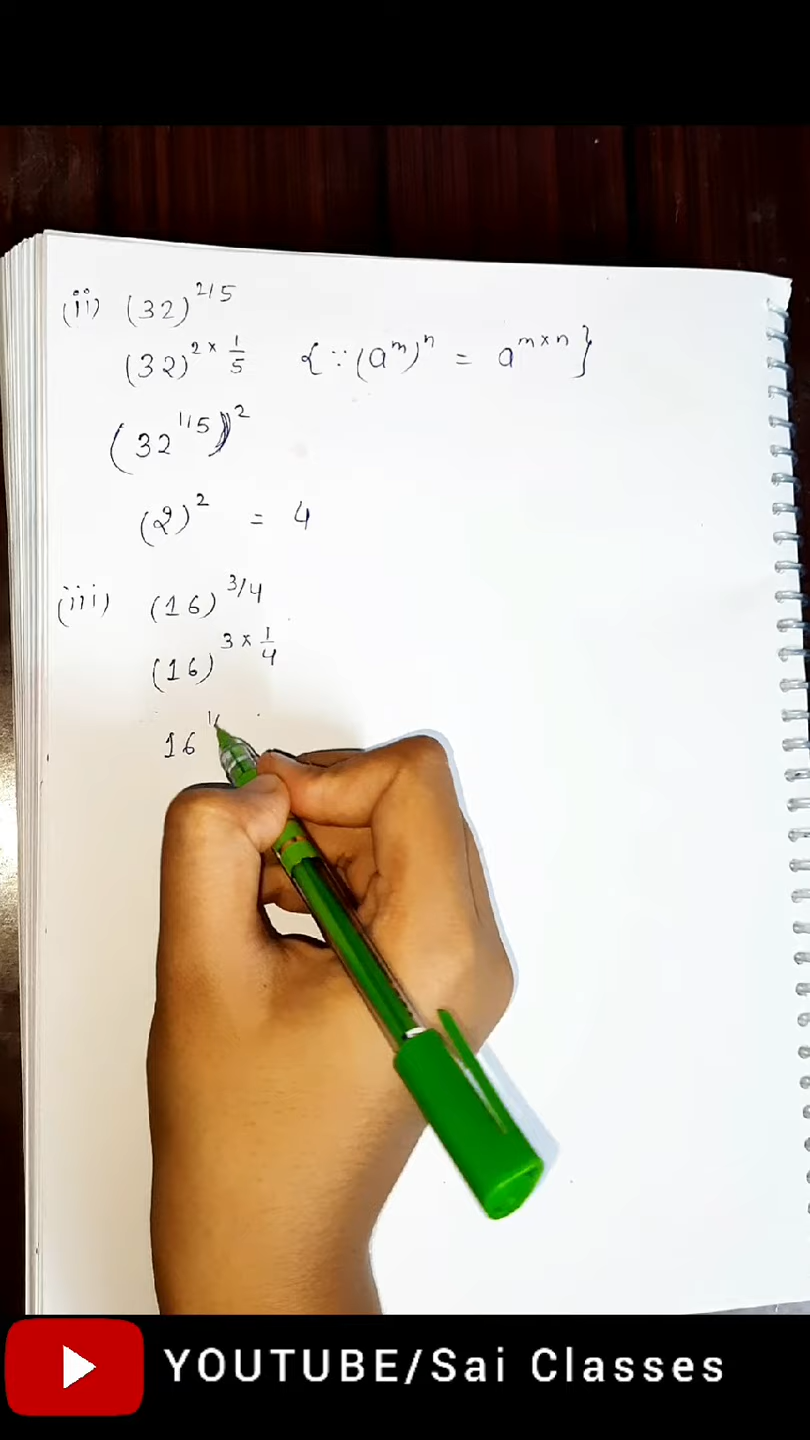 (ii) (32)^2/5
(32)^2 × 1/5 {∵ (a^m)^n = a^m×n}
(32^1/5)^2
(2)^2 = 4
(iii) (16)^3/4
(16)^3 × 1/4
16^1/
YOUTUBE/Sai Classes